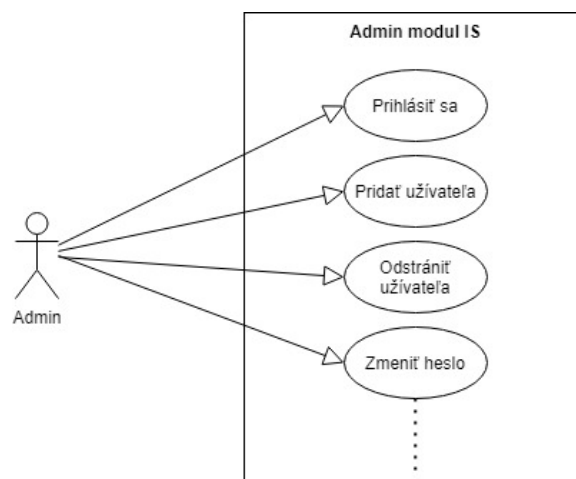 Admin modul IS
Prihlásiť sa
Pridať užívateľa
Odstrániť
užívateľa
Admin
Zmeniť heslo